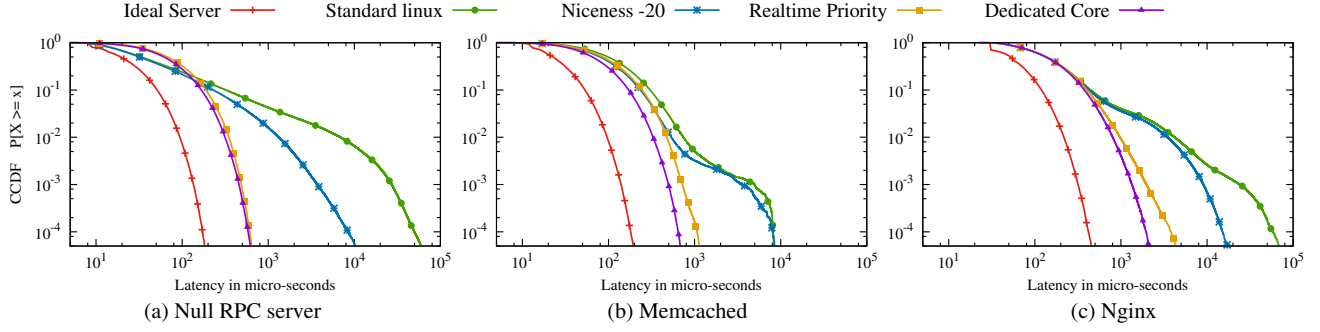 Ideal Server Standard linux Niceness -20 Realtime Priority Dedicated Core
CCDF P[X >= x]
10^0
10^-1
10^-2
10^-3
10^-4
10^1 10^2 10^3 10^4 10^5
Latency in micro-seconds
(a) Null RPC server
10^0
10^-1
10^-2
10^-3
10^-4
10^1 10^2 10^3 10^4 10^5
Latency in micro-seconds
(b) Memcached
10^0
10^-1
10^-2
10^-3
10^-4
10^1 10^2 10^3 10^4 10^5
Latency in micro-seconds
(c) Nginx